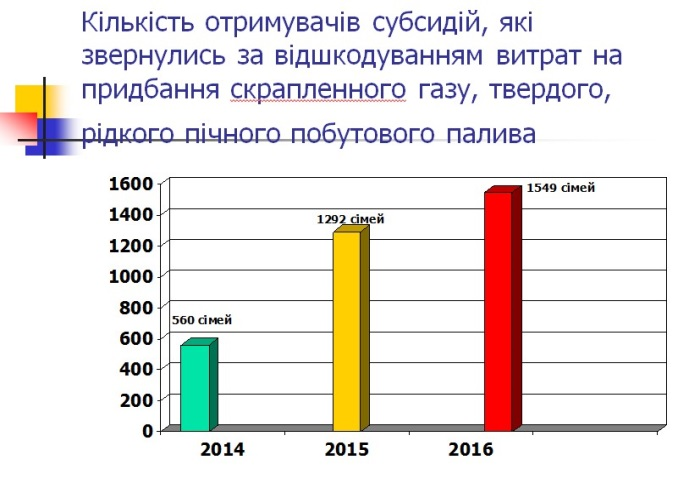 Кількість отримувачів субсидій, які
звернулись за відшкодуванням витрат на
придбання скрапленного газу, твердого,
рідкого пічного побутового палива
1600
1400
1200
1000
800
600
400
200
0
560 сімей
1292 сімей
1549 сімей
2014 2015 2016